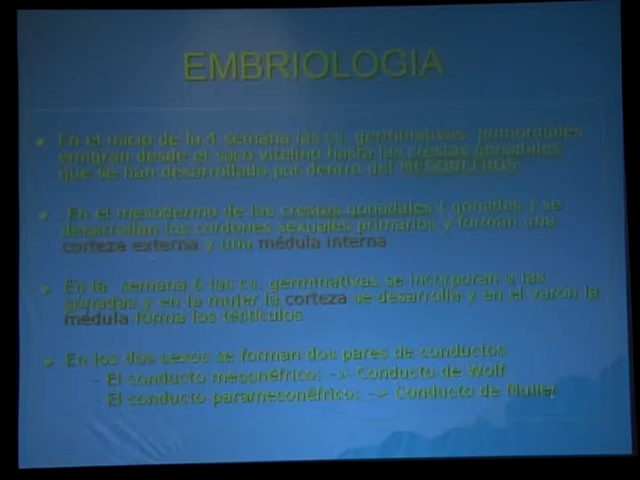 EMBRIOLOGIA
En el inicio de la 4 semana las cs. germinativas primordiales
emigran desde el saco vitelino hasta las crestas gonadales
que se han desarrollado por dentro del MESONEFROS
En el mesodermo de las crestas gonadales ( gonadas ) se
desarrollan los cordones sexuales primarios y forman una
corteza externa y una médula interna
En la semana 6 las cs. germinativas se incorporan a las
gónadas y en la mujer la corteza se desarrolla y en el varón la
médula forma los testículos
En los dos sexos se forman dos pares de conductos
- El conducto mesonéfrico: -> Conducto de Wolf
- El conducto paramesonéfrico: -> Conducto de Muller